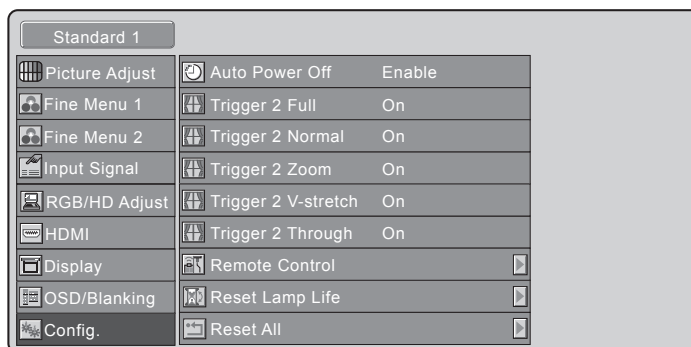 Standard 1
Picture Adjust
Fine Menu 1
Fine Menu 2
Input Signal
RGB/HD Adjust
HDMI
Display
OSD/Blanking
Config.
Auto Power Off Enable
Trigger 2 Full On
Trigger 2 Normal On
Trigger 2 Zoom On
Trigger 2 V-stretch On
Trigger 2 Through On
Remote Control
Reset Lamp Life
Reset All